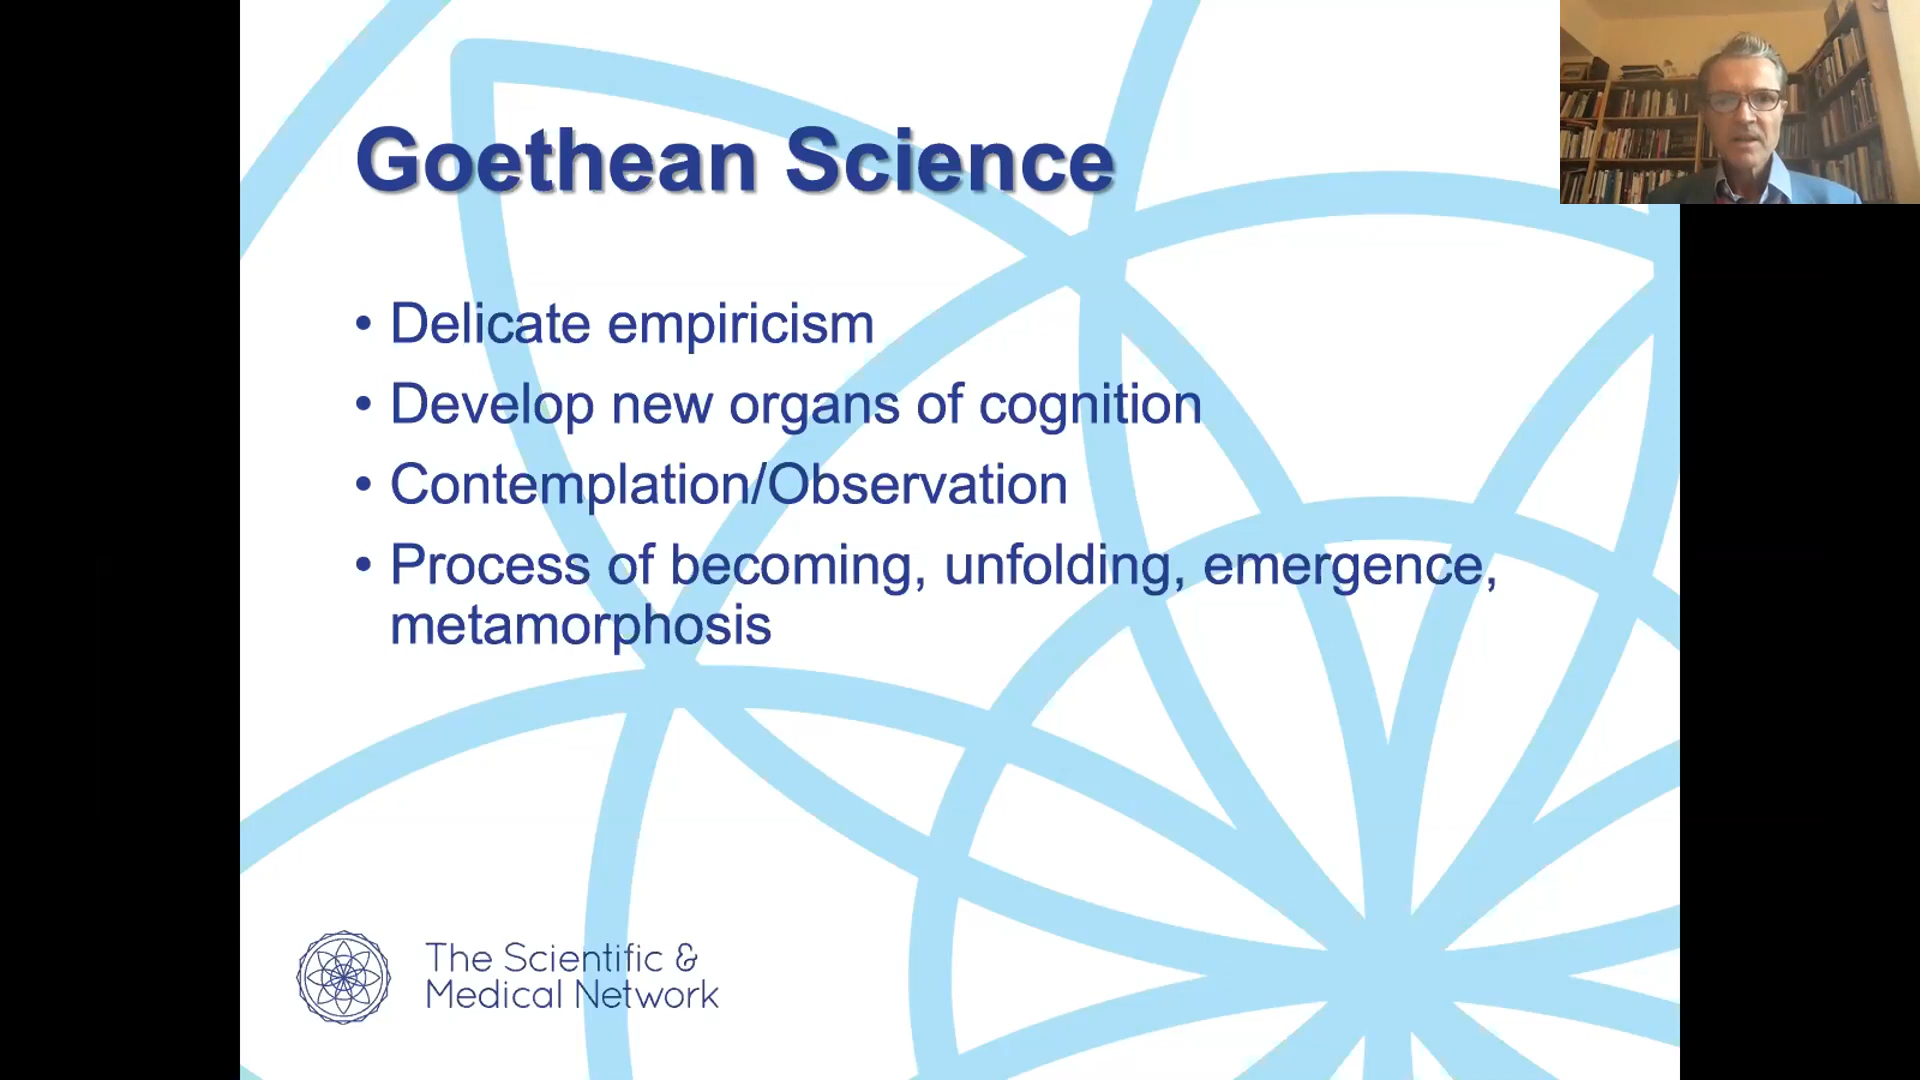 Goethean Science
• Delicate empiricism
• Develop new organs of cognition
• Contemplation/Observation
• Process of becoming, unfolding, emergence,
metamorphosis
The Scientific &
Medical Network